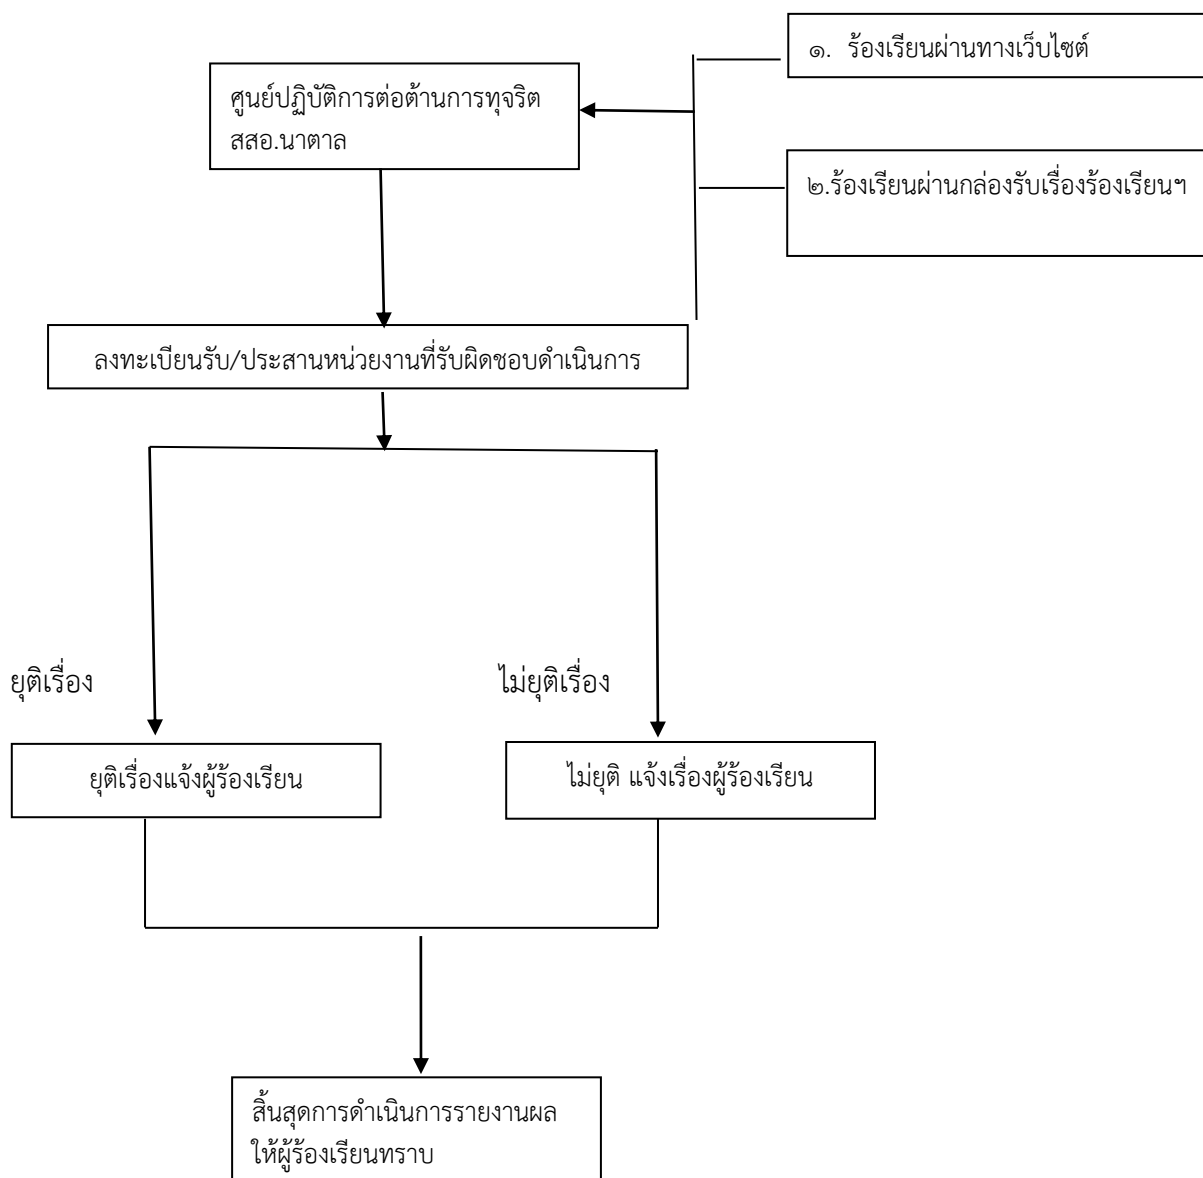 ๑. ร้องเรียนผ่านทางเว็บไซต์
ศูนย์ปฏิบัติการต่อต้านการทุจริต
สสอ.นาตาล
๒.ร้องเรียนผ่านกล่องรับเรื่องร้องเรียนฯ
ลงทะเบียนรับ/ประสานหน่วยงานที่รับผิดชอบดำเนินการ
ยุติเรื่อง
ไม่ยุติเรื่อง
ยุติเรื่องแจ้งผู้ร้องเรียน
ไม่ยุติ แจ้งเรื่องผู้ร้องเรียน
สิ้นสุดการดำเนินการรายงานผล
ให้ผู้ร้องเรียนทราบ